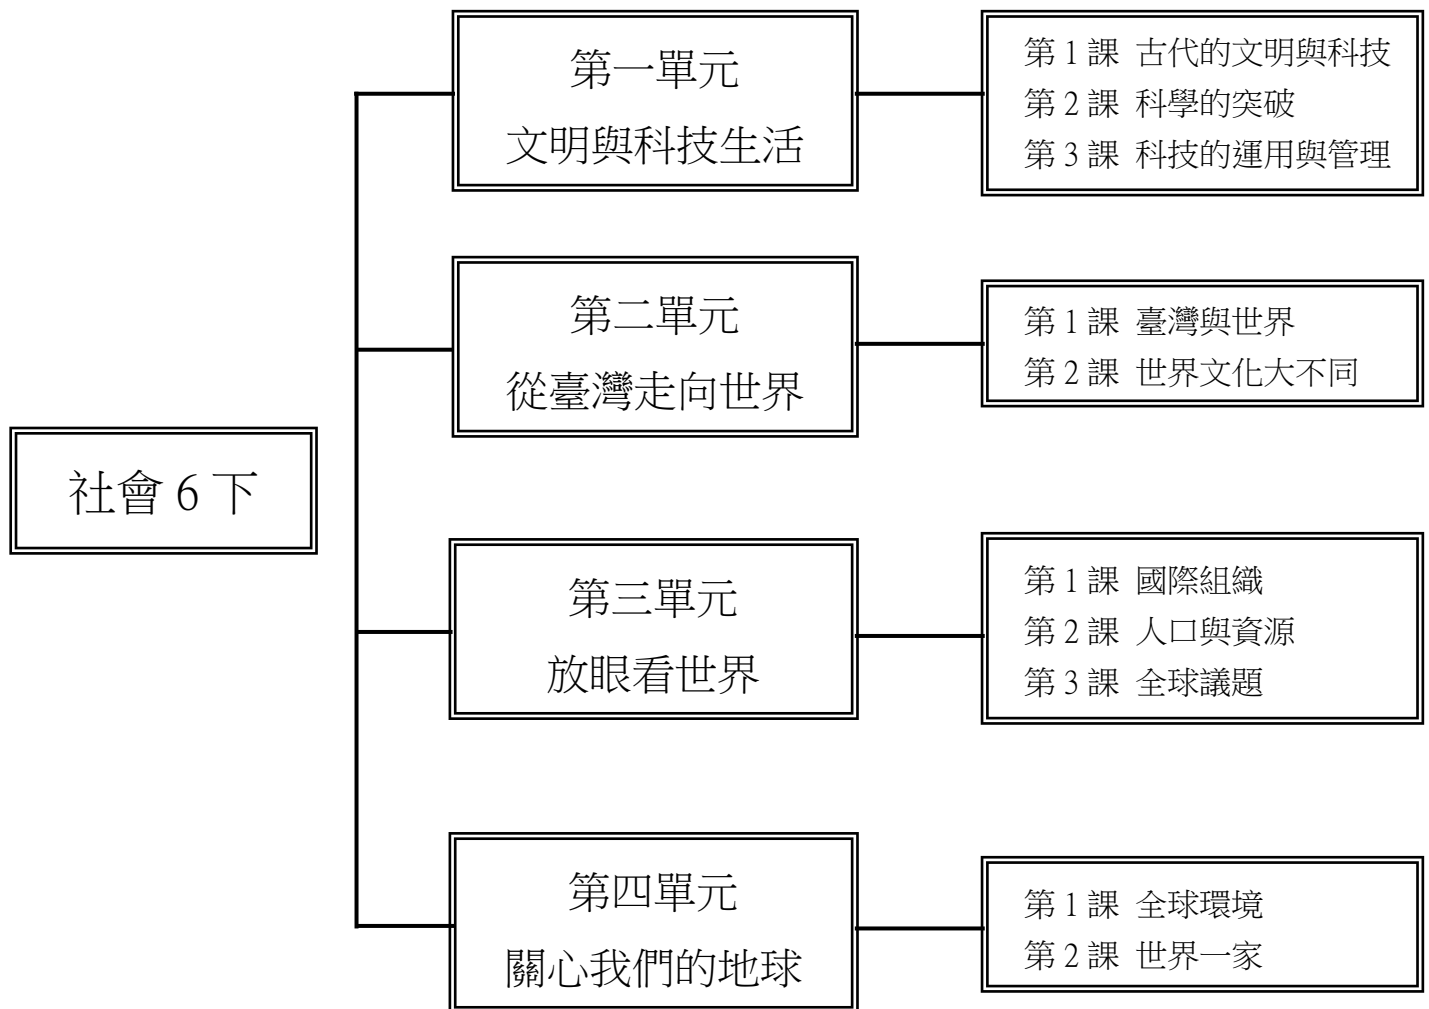 社會 6 下
第一單元
文明與科技生活
第 1 課 古代的文明與科技
第 2 課 科學的突破
第 3 課 科技的運用與管理
第二單元
從臺灣走向世界
第 1 課 臺灣與世界
第 2 課 世界文化大不同
第三單元
放眼看世界
第 1 課 國際組織
第 2 課 人口與資源
第 3 課 全球議題
第四單元
關心我們的地球
第 1 課 全球環境
第 2 課 世界一家